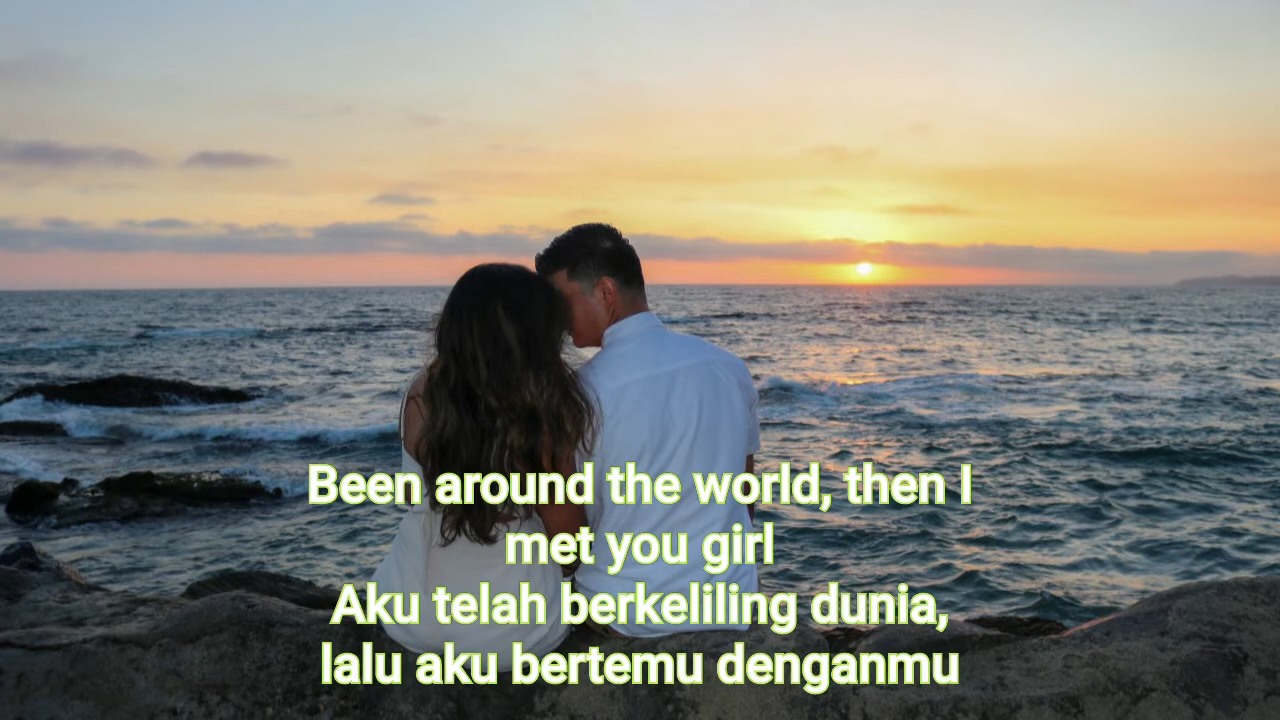 Been around the world, then I
met you girl
Aku telah berkeliling dunia,
lalu aku bertemu denganmu